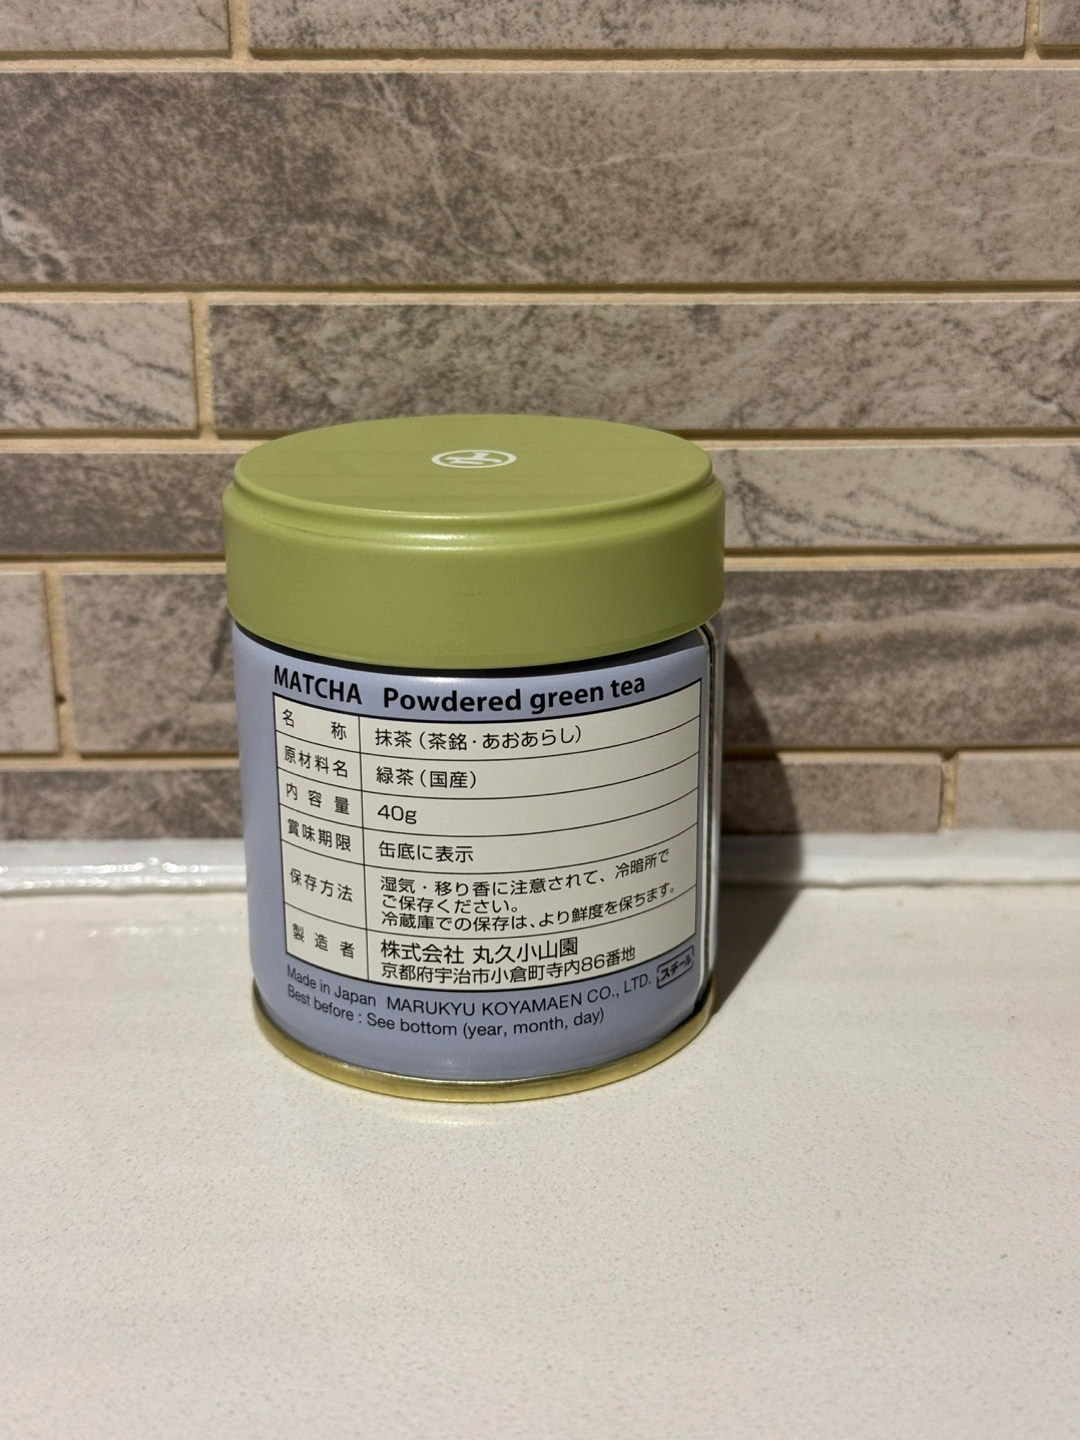 MATCHA Powdered green tea
名称 抹茶（茶銘・あおあらし）
原材料名 緑茶（国産）
内容量 40g
賞味期限 缶底に表示
保存方法 湿気・移り香に注意されて、冷暗所で
ご保存ください。
冷蔵庫での保存は、より鮮度を保ちます。
製造者 株式会社 丸久小山園
京都府宇治市小倉町寺内86番地
Made in Japan MARUKYU KOYAMAEN CO., LTD. スチール
Best before : See bottom (year, month, day)